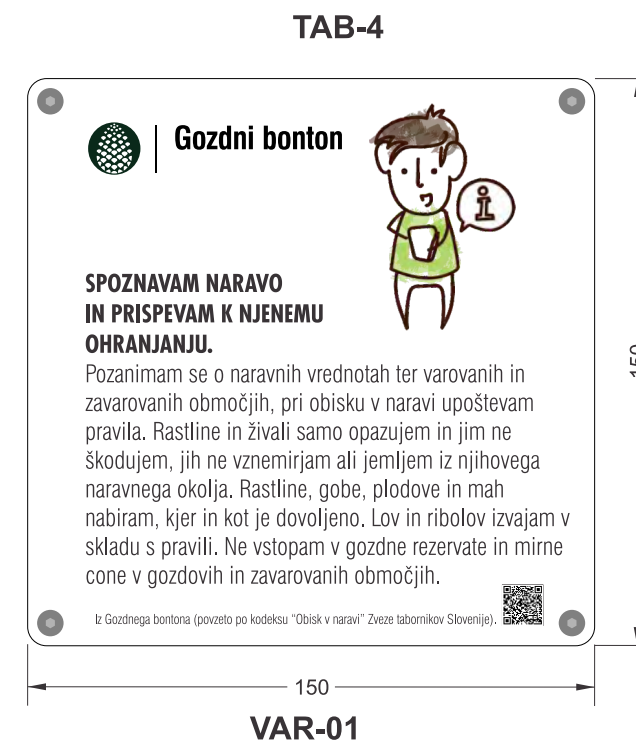 TAB-4
Gozdni bonton
i
SPOZNAVAM NARAVO
IN PRISPEVAM K NJENEMU
OHRANJANJU.
Pozanimam se o naravnih vrednotah ter varovanih in
zavarovanih območjih, pri obisku v naravi upoštevam
pravila. Rastline in živali samo opazujem in jim ne
škodujem, jih ne vznemirjam ali jemljem iz njihovega
naravnega okolja. Rastline, gobe, plodove in mah
nabiram, kjer in kot je dovoljeno. Lov in ribolov izvajam v
skladu s pravili. Ne vstopam v gozdne rezervate in mirne
cone v gozdovih in zavarovanih območjih.
Iz Gozdnega bontona (povzeto po kodeksu "Obisk v naravi" Zveze tabornikov Slovenije).
150
VAR-01